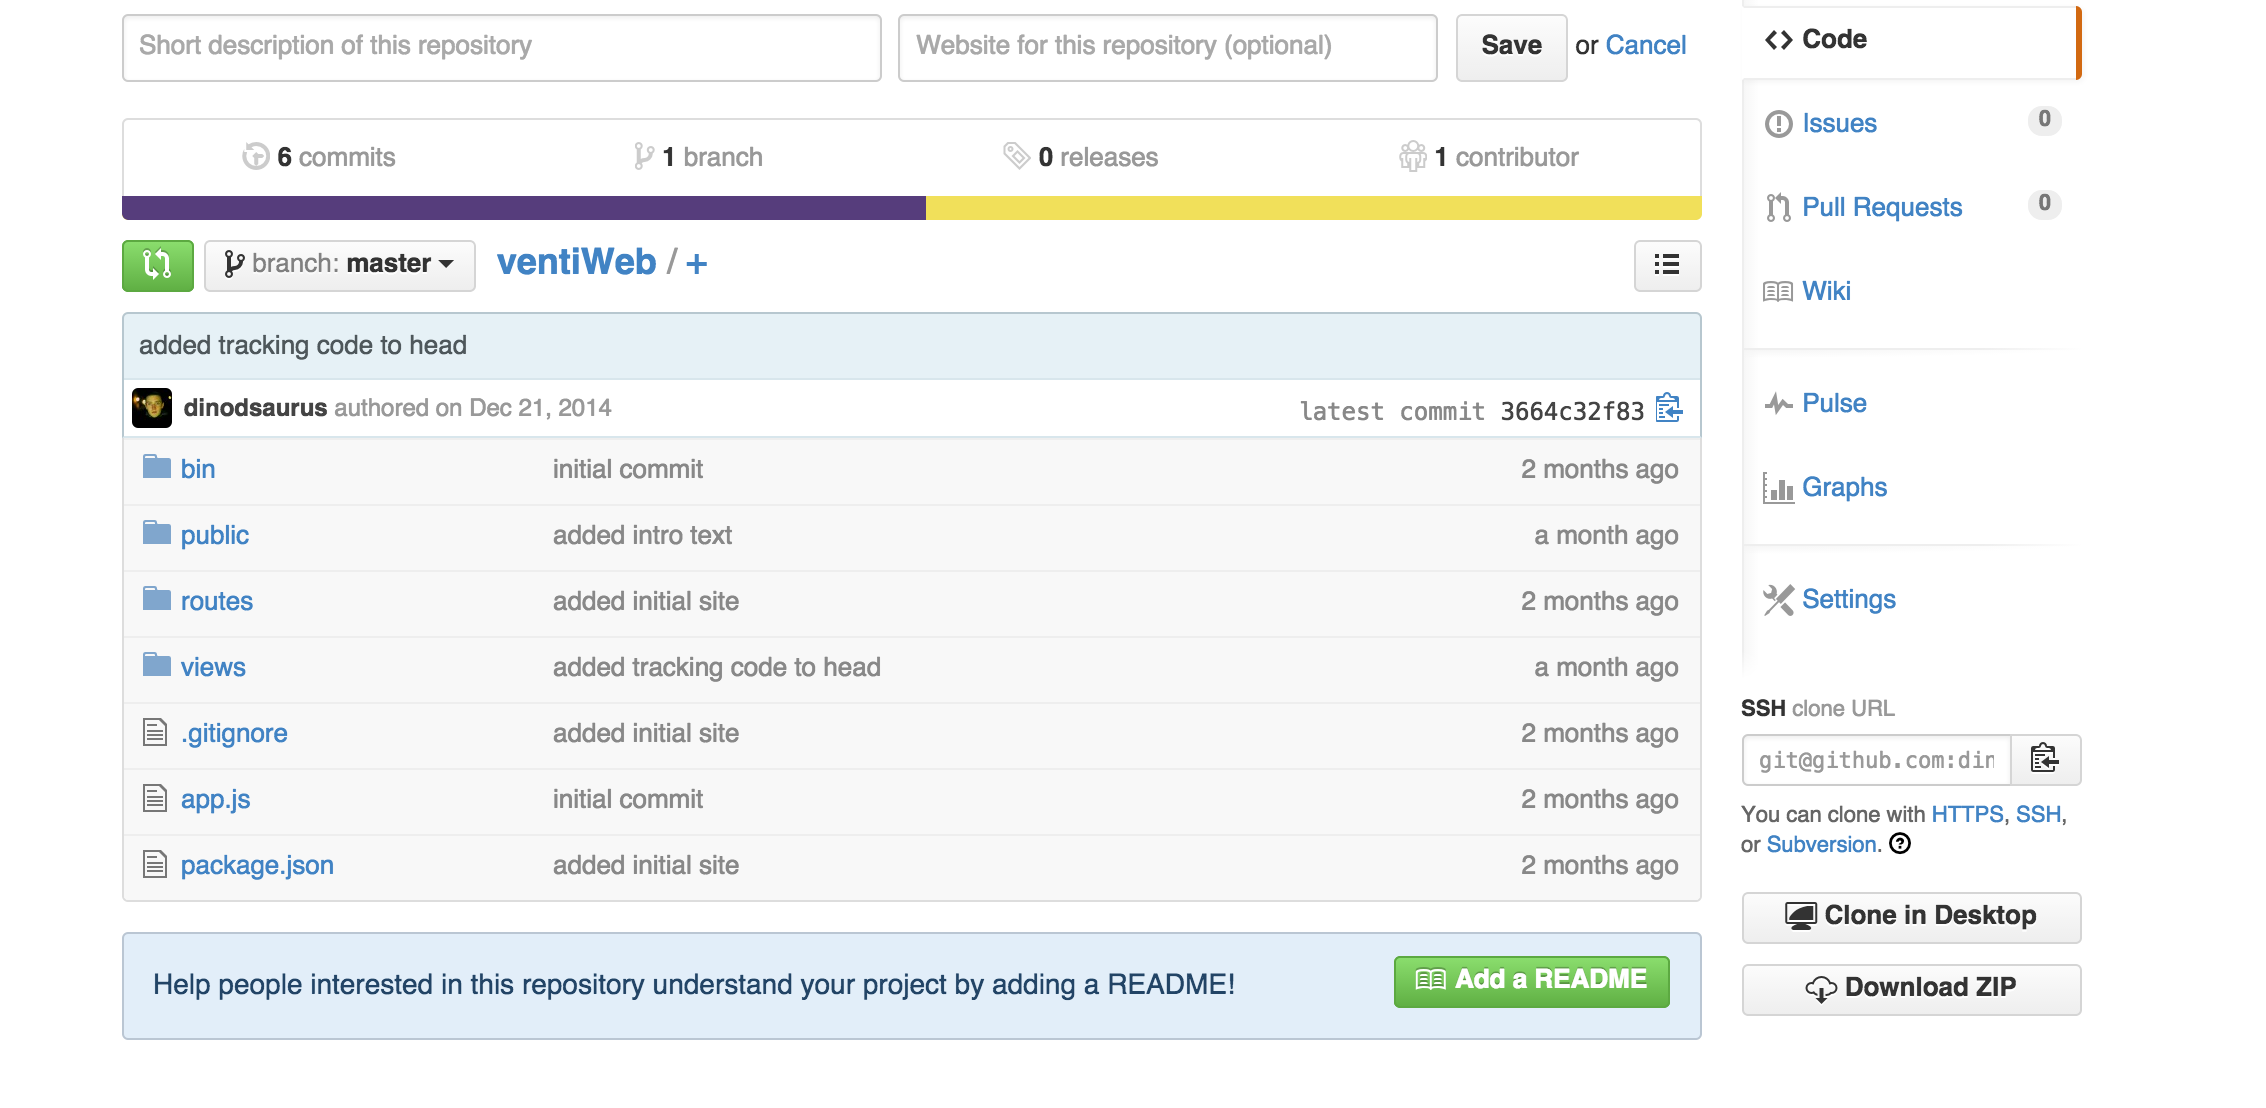 Short description of this repository Website for this repository (optional) Save or Cancel
6 commits 1 branch 0 releases 1 contributor
branch: master ventiWeb / +
added tracking code to head
dinodsaurus authored on Dec 21, 2014 latest commit 3664c32f83
bin initial commit 2 months ago
public added intro text a month ago
routes added initial site 2 months ago
views added tracking code to head a month ago
.gitignore added initial site 2 months ago
app.js initial commit 2 months ago
package.json added initial site 2 months ago
Help people interested in this repository understand your project by adding a README! Add a README
Code
Issues 0
Pull Requests 0
Wiki
Pulse
Graphs
Settings
SSH clone URL
git@github.com:din
You can clone with HTTPS, SSH,
or Subversion.
Clone in Desktop
Download ZIP